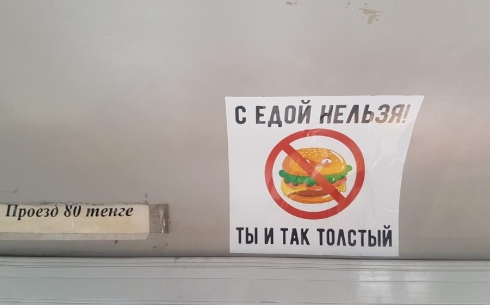 С ЕДОЙ НЕЛЬЗЯ!
ТЫ И ТАК ТОЛСТЫЙ
Проезд 80 тенге